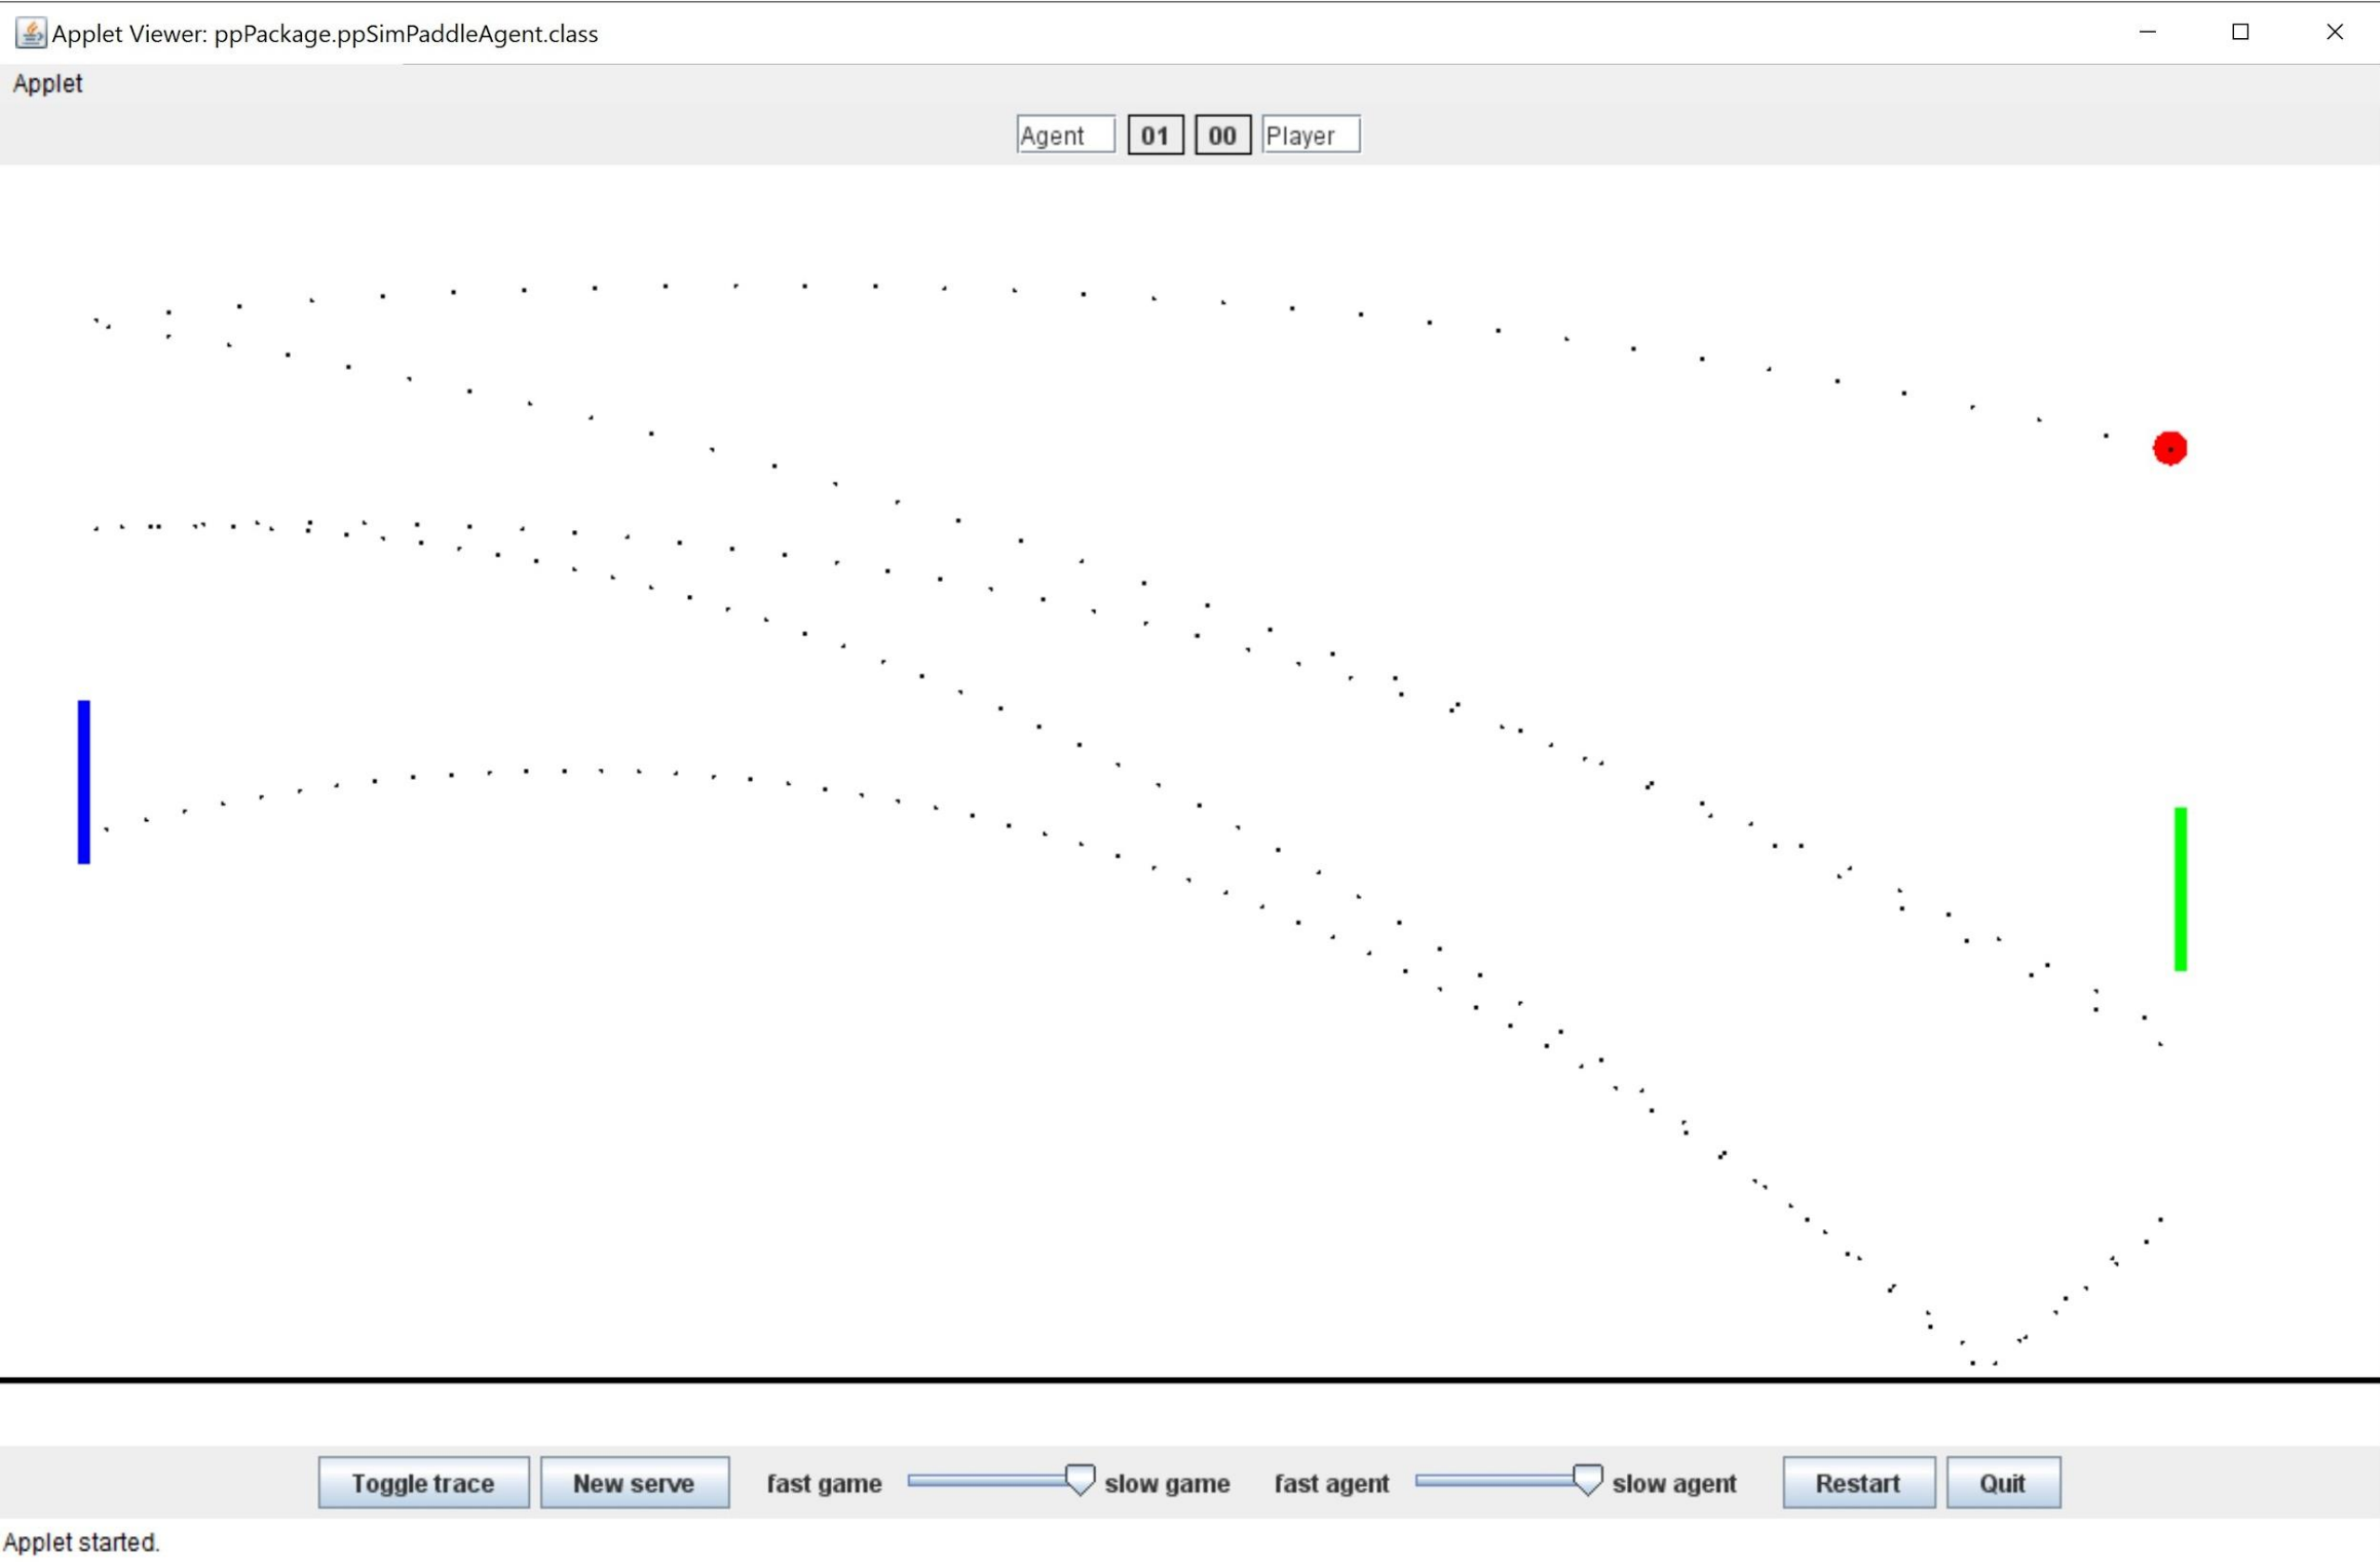 Applet Viewer: ppPackage.ppSimPaddleAgent.class
Applet
Agent 01 00 Player
Toggle trace New serve fast game slow game fast agent slow agent Restart Quit
Applet started.